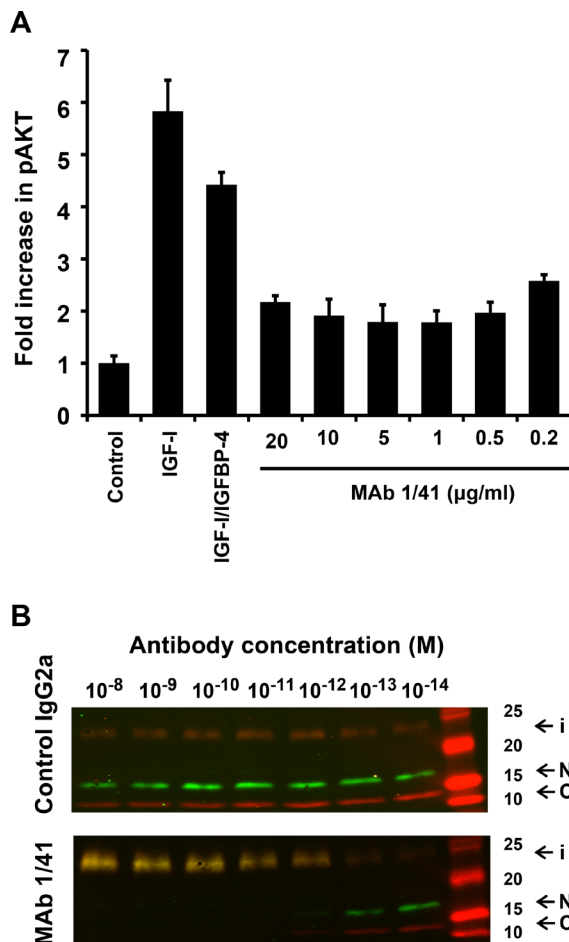 A
Fold increase in pAKT
7
6
5
4
3
2
1
0
Control
IGF-I
IGF-I/IGFBP-4
20 10 5 1 0.5 0.2
MAb 1/41 (µg/ml)
B
Antibody concentration (M)
10⁻⁸ 10⁻⁹ 10⁻¹⁰ 10⁻¹¹ 10⁻¹² 10⁻¹³ 10⁻¹⁴
Control IgG2a
25
20
15
10
← i
← N
← C
MAb 1/41
25
20
15
10
← i
← N
← C